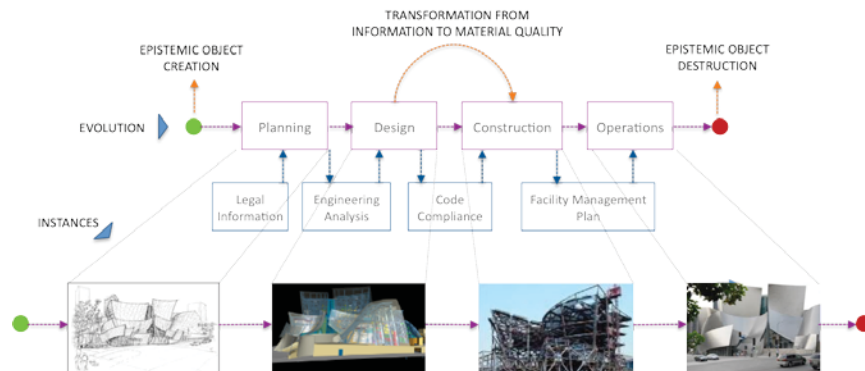 TRANSFORMATION FROM
INFORMATION TO MATERIAL QUALITY
EPISTEMIC OBJECT
CREATION
EPISTEMIC OBJECT
DESTRUCTION
EVOLUTION
Planning
Design
Construction
Operations
Legal
Information
Engineering
Analysis
Code
Compliance
Facility Management
Plan
INSTANCES